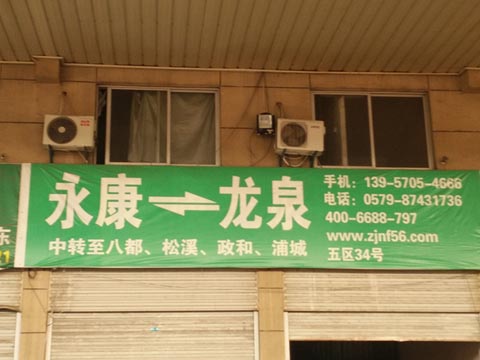 永康⇌龙泉
中转至八都、松溪、政和、浦城
手机：139-5705-4666
电话：0579-87431736
400-6688-797
www.zjnf56.com
五区34号
东